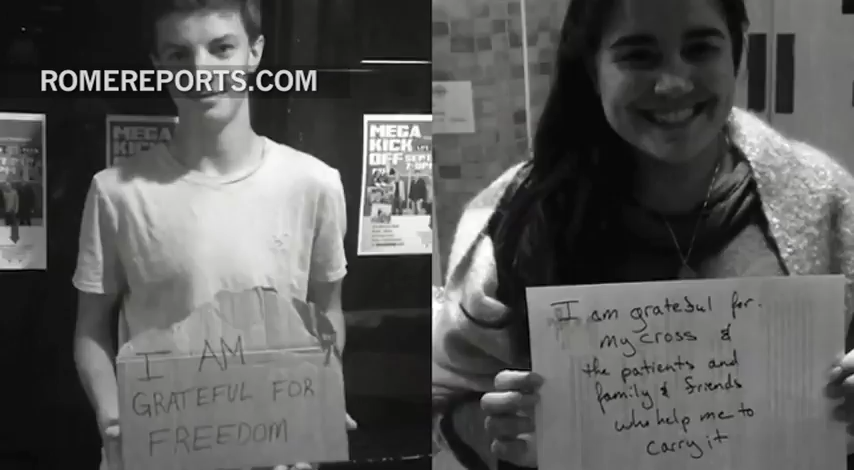 ROMEREPORTS.COM
MEGA
KICK
MEGA
KICK
OFF
SEPT
I AM
GRATEFUL FOR
FREEDOM
I am grateful for
my cross &
the patients and
family & friends
who help me to
carry it